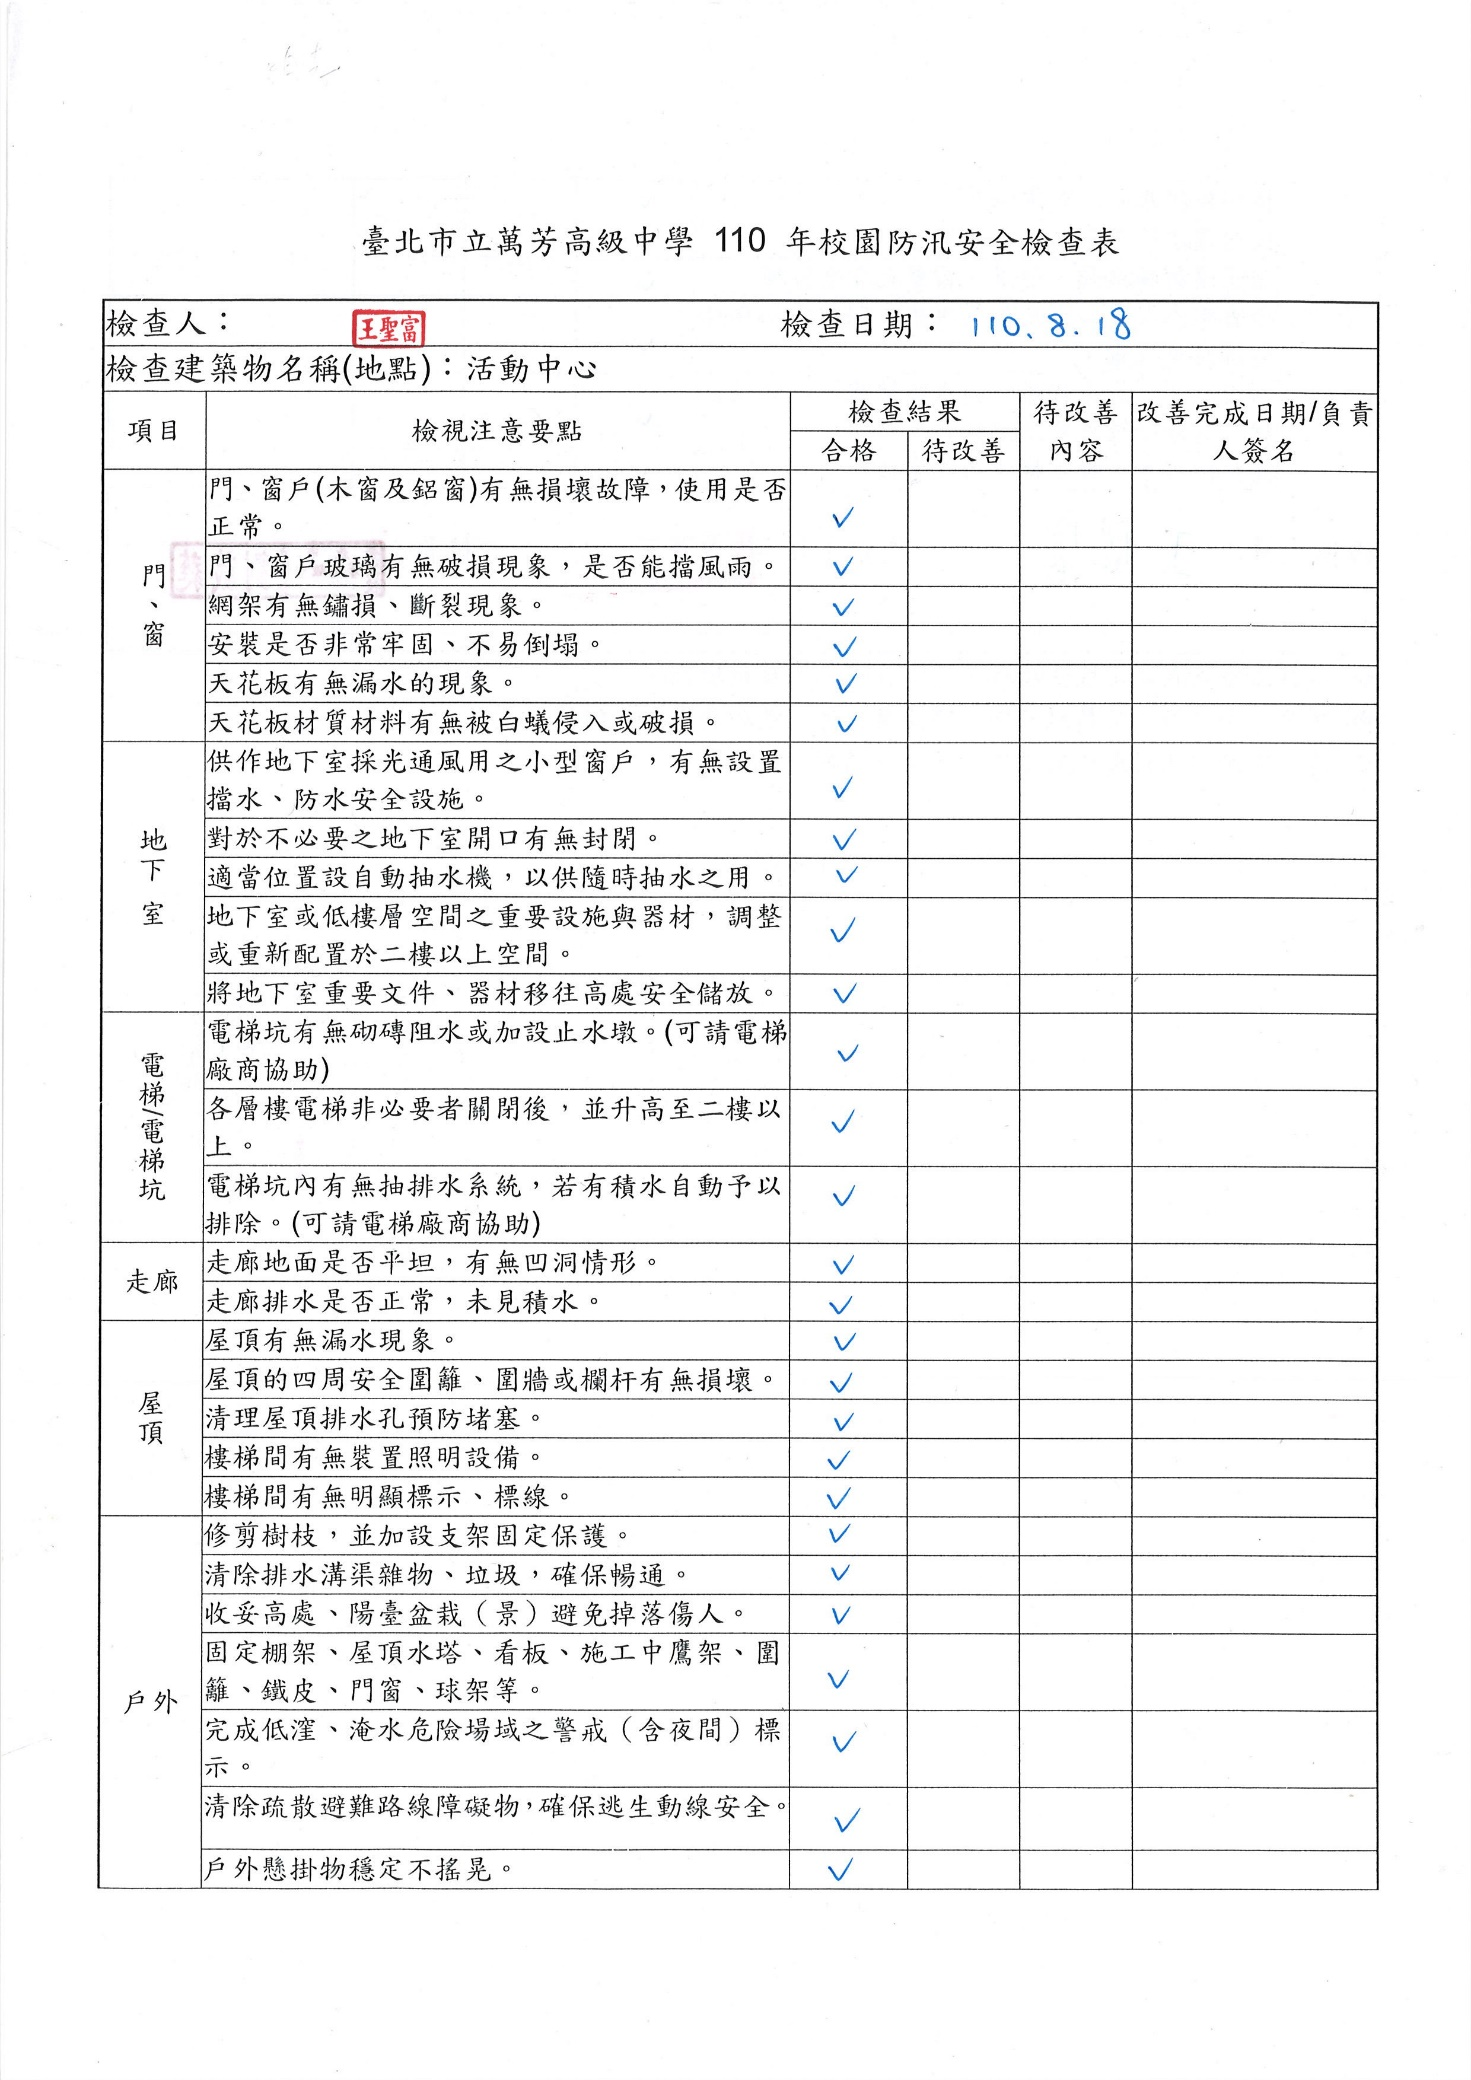 臺北市立萬芳高級中學 110 年校園防汛安全檢查表
檢查人： 王聖富 檢查日期： 110.8.18
檢查建築物名稱(地點)：活動中心
項目 檢視注意要點 檢查結果 待改善內容 改善完成日期/負責人簽名
合格 待改善
門、窗
門、窗戶(木窗及鋁窗)有無損壞故障，使用是否
正常。 ✓
門、窗戶玻璃有無破損現象，是否能擋風雨。 ✓
網架有無鏽損、斷裂現象。 ✓
安裝是否非常牢固、不易倒塌。 ✓
天花板有無漏水的現象。 ✓
天花板材質材料有無被白蟻侵入或破損。 ✓
地下室
供作地下室採光通風用之小型窗戶，有無設置
擋水、防水安全設施。 ✓
對於不必要之地下室開口有無封閉。 ✓
適當位置設自動抽水機，以供隨時抽水之用。 ✓
地下室或低樓層空間之重要設施與器材，調整
或重新配置於二樓以上空間。 ✓
將地下室重要文件、器材移往高處安全儲放。 ✓
電梯/電梯坑
電梯坑有無砌磚阻水或加設止水墩。(可請電梯
廠商協助) ✓
各層樓電梯非必要者關閉後，並升高至二樓以
上。 ✓
電梯坑內有無抽排水系統，若有積水自動予以
排除。(可請電梯廠商協助) ✓
走廊
走廊地面是否平坦，有無凹洞情形。 ✓
走廊排水是否正常，未見積水。 ✓
屋頂
屋頂有無漏水現象。 ✓
屋頂的四周安全圍籬、圍牆或欄杆有無損壞。 ✓
清理屋頂排水孔預防堵塞。 ✓
樓梯間有無裝置照明設備。 ✓
樓梯間有無明顯標示、標線。 ✓
戶外
修剪樹枝，並加設支架固定保護。 ✓
清除排水溝渠雜物、垃圾，確保暢通。 ✓
收妥高處、陽臺盆栽（景）避免掉落傷人。 ✓
固定棚架、屋頂水塔、看板、施工中鷹架、圍
籬、鐵皮、門窗、球架等。 ✓
完成低漥、淹水危險場域之警戒（含夜間）標
示。 ✓
清除疏散避難路線障礙物，確保逃生動線安全。 ✓
戶外懸掛物穩定不搖晃。 ✓